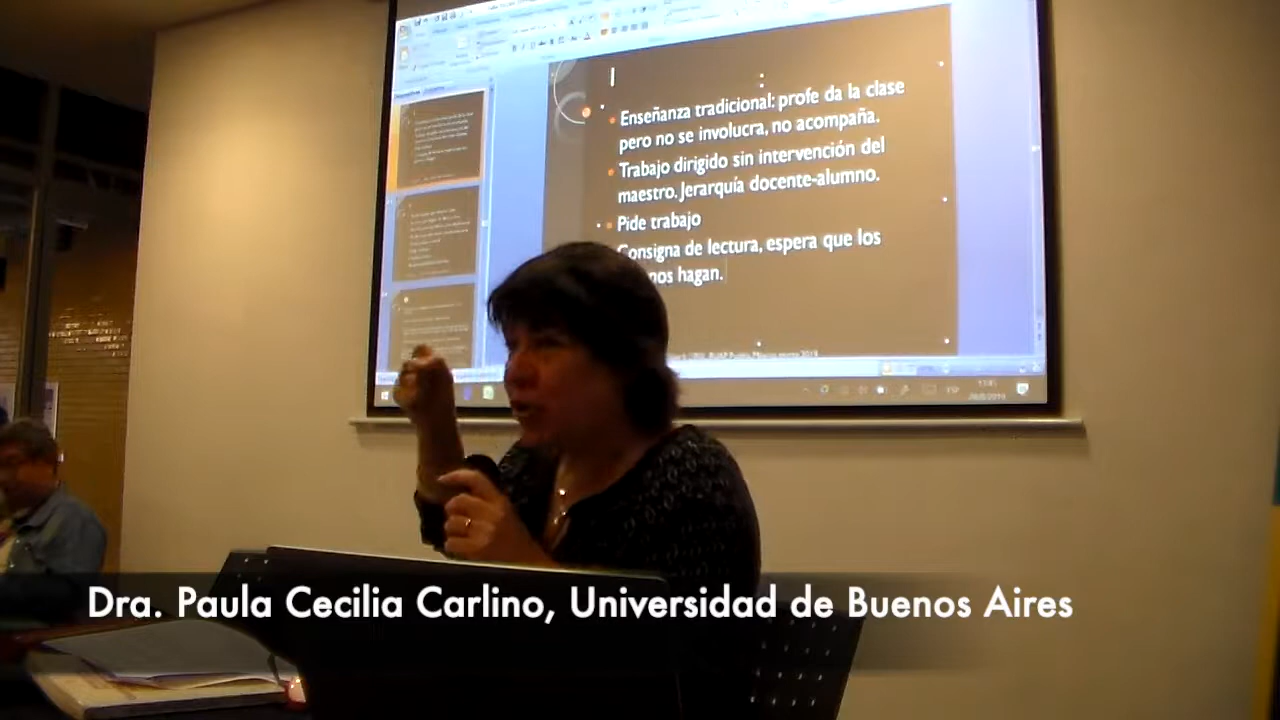 Enseñanza tradicional: profe da la clase
pero no se involucra, no acompaña.
Trabajo dirigido sin intervención del
maestro. Jerarquía docente-alumno.
Pide trabajo
Consigna de lectura, espera que los
nos hagan.
Dra. Paula Cecilia Carlino, Universidad de Buenos Aires